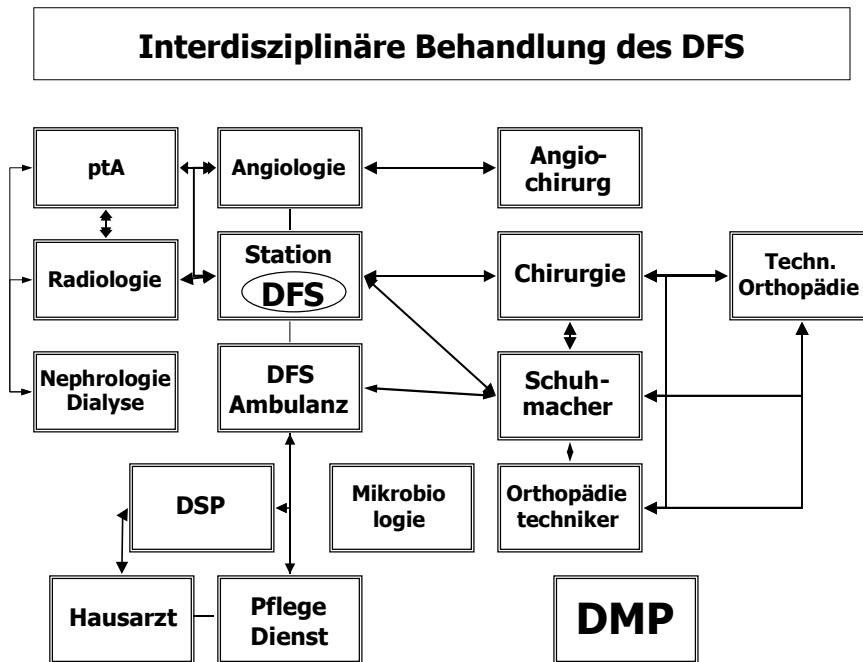 Interdisziplinäre Behandlung des DFS
ptA
Angiologie
Angio-
chirurg
Radiologie
Station
DFS
Chirurgie
Techn.
Orthopädie
Nephrologie
Dialyse
DFS
Ambulanz
Schuh-
macher
DSP
Mikrobio
logie
Orthopädie
techniker
Hausarzt
Pflege
Dienst
DMP